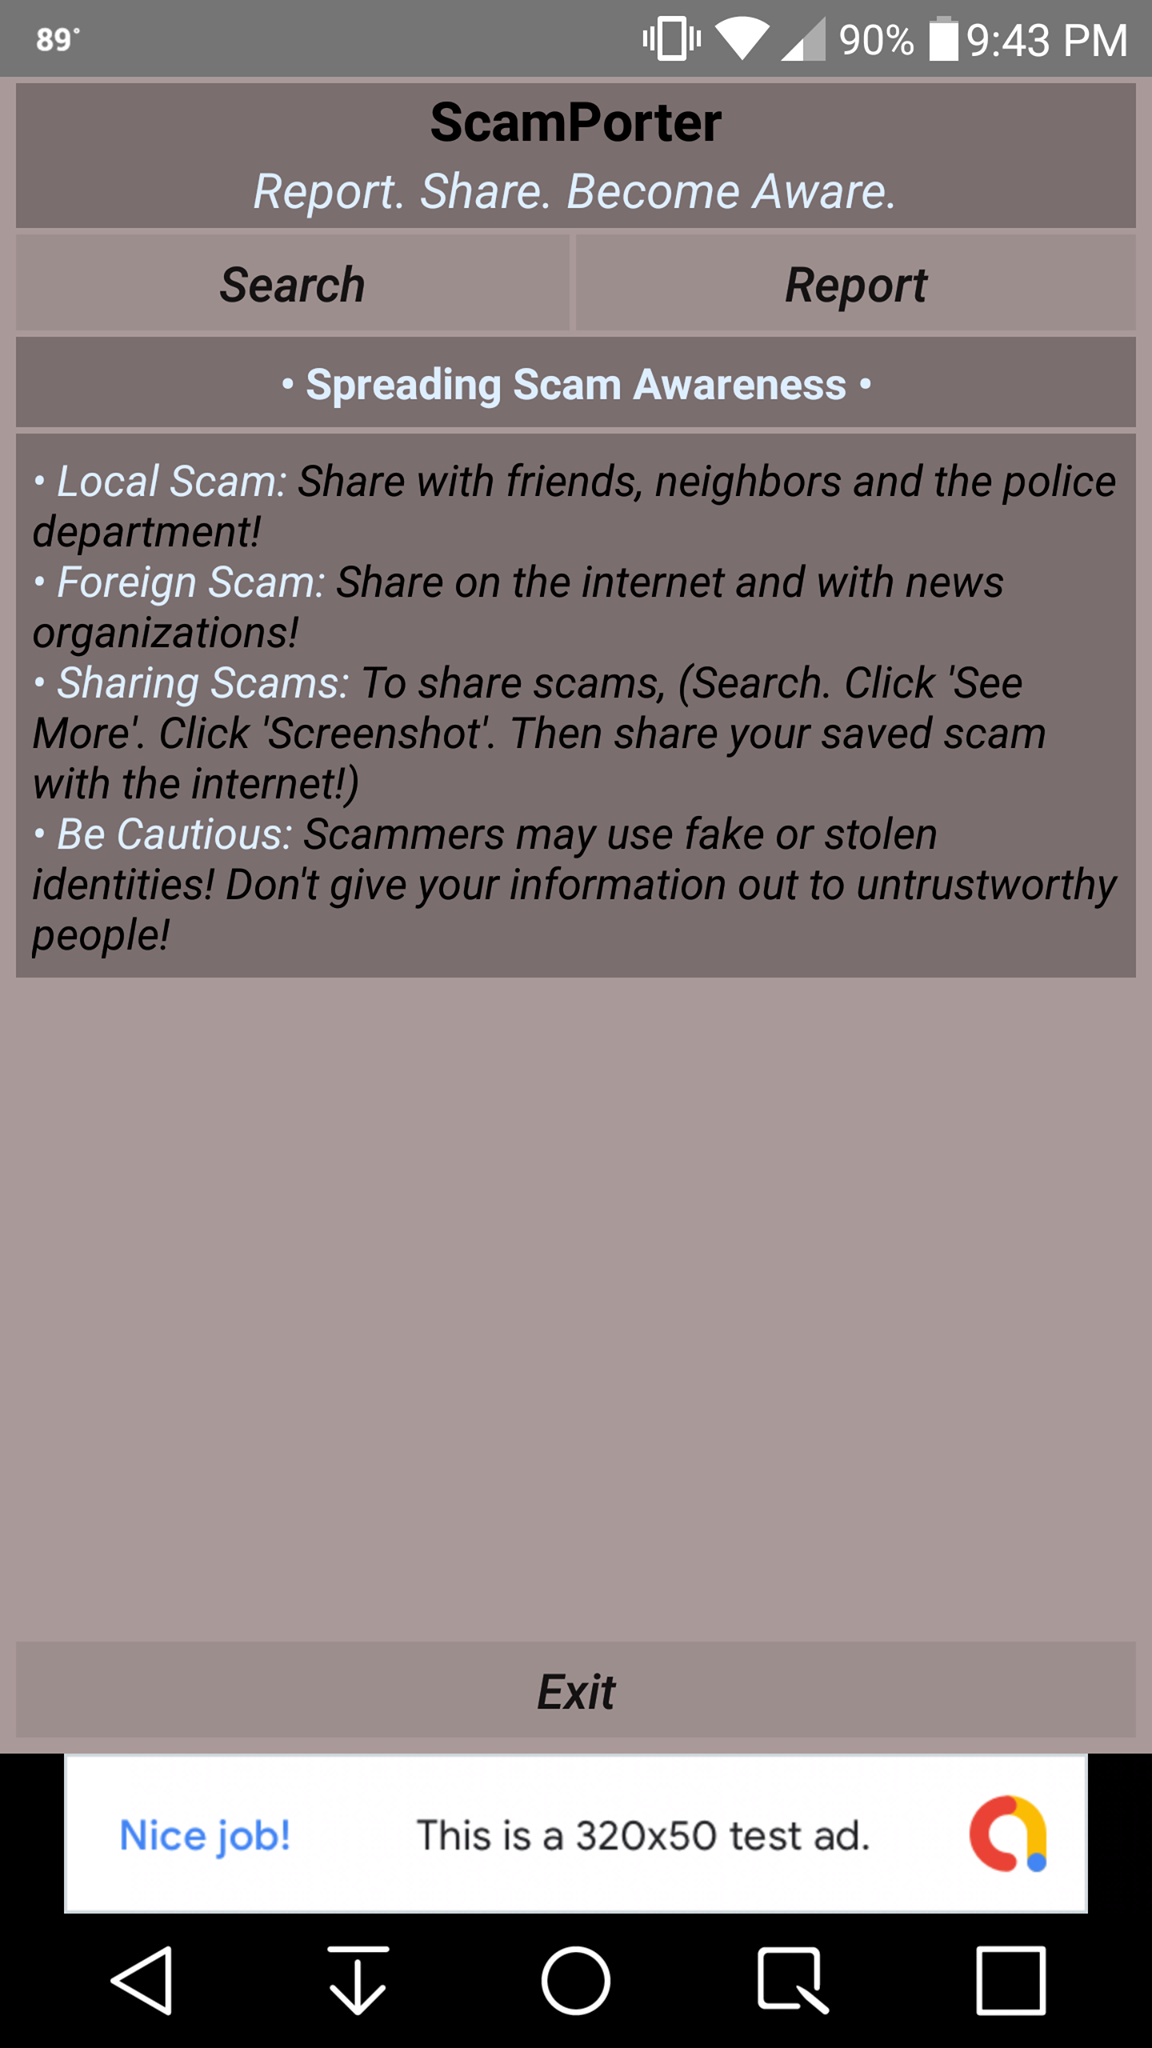 89° 90% 9:43 PM
ScamPorter
Report. Share. Become Aware.
Search Report
• Spreading Scam Awareness •
• Local Scam: Share with friends, neighbors and the police
department!
• Foreign Scam: Share on the internet and with news
organizations!
• Sharing Scams: To share scams, (Search. Click 'See
More'. Click 'Screenshot'. Then share your saved scam
with the internet!)
• Be Cautious: Scammers may use fake or stolen
identities! Don't give your information out to untrustworthy
people!
Exit
Nice job! This is a 320x50 test ad.